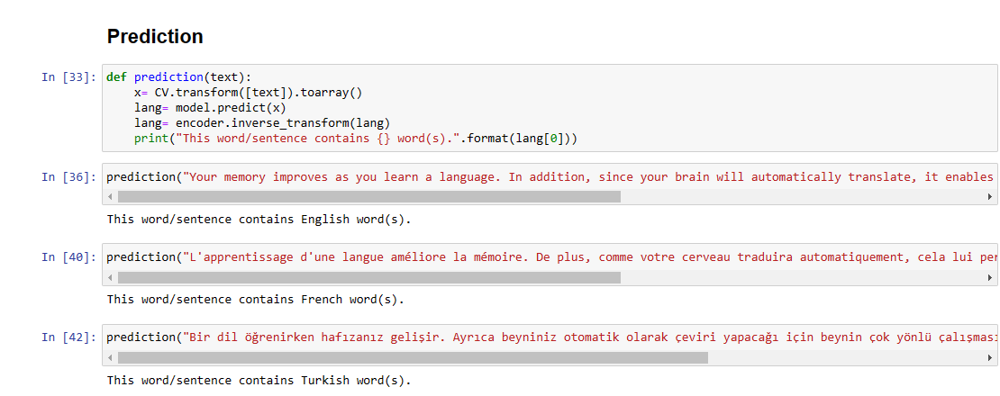 Prediction
In [33]: def prediction(text):
    x= CV.transform([text]).toarray()
    lang= model.predict(x)
    lang= encoder.inverse_transform(lang)
    print("This word/sentence contains {} word(s).".format(lang[0]))
In [36]: prediction("Your memory improves as you learn a language. In addition, since your brain will automatically translate, it enables
This word/sentence contains English word(s).
In [40]: prediction("L'apprentissage d'une langue améliore la mémoire. De plus, comme votre cerveau traduira automatiquement, cela lui per
This word/sentence contains French word(s).
In [42]: prediction("Bir dil öğrenirken hafızanız gelişir. Ayrıca beyniniz otomatik olarak çeviri yapacağı için beynin çok yönlü çalışması
This word/sentence contains Turkish word(s).